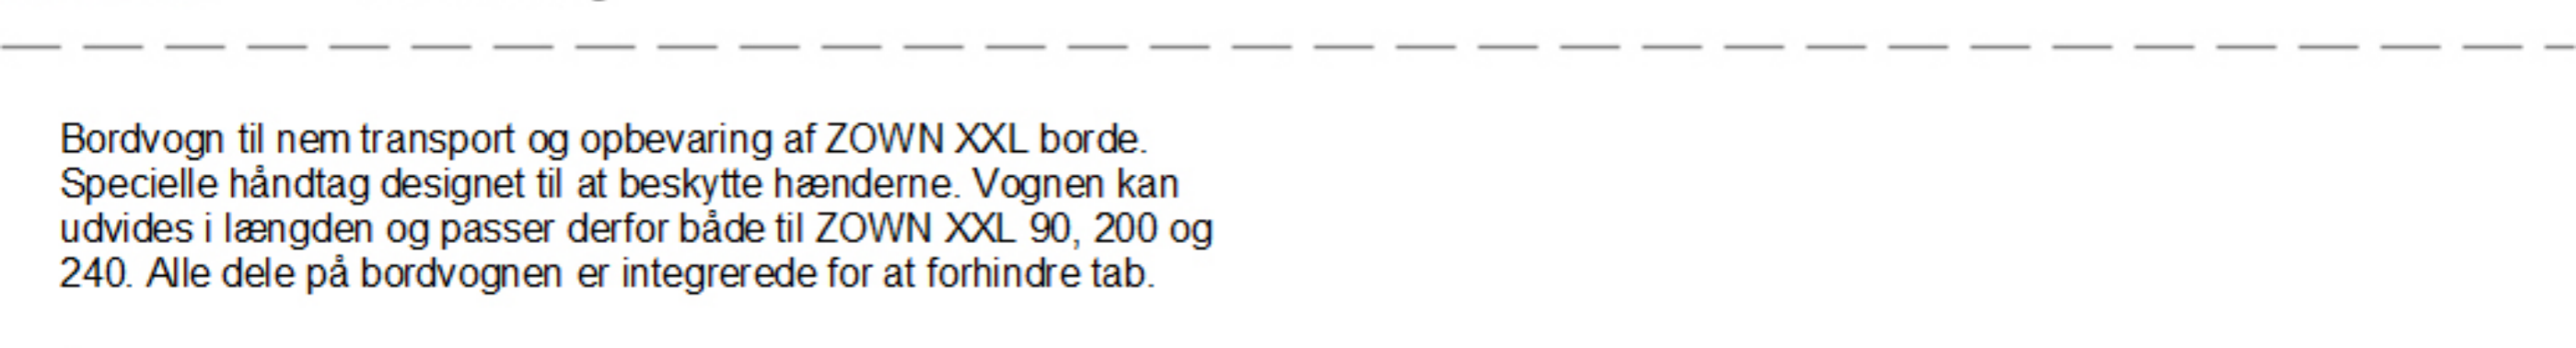 Bordvogn til nem transport og opbevaring af ZOWN XXL borde.
Specielle håndtag designet til at beskytte hænderne. Vognen kan
udvides i længden og passer derfor både til ZOWN XXL 90, 200 og
240. Alle dele på bordvognen er integrerede for at forhindre tab.